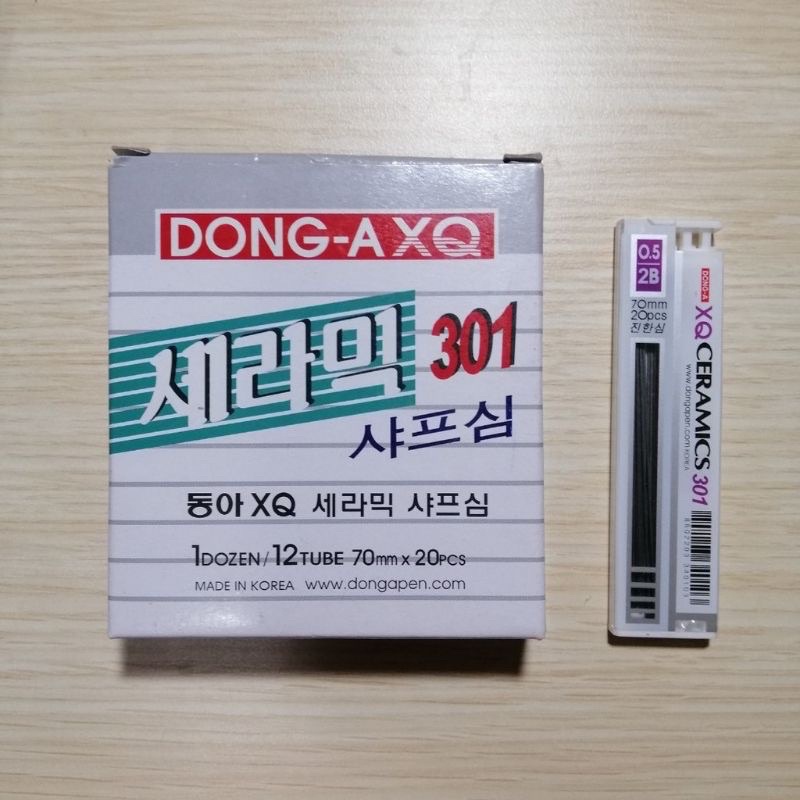 DONG-A XQ
세라믹 301
샤프심
동아 XQ 세라믹 샤프심
1DOZEN / 12TUBE 70mm x 20PCS
MADE IN KOREA www.dongapen.com
0.5
2B
70mm
20pcs
진한심
DONG-A
XQ CERAMICS 301
www.dongapen.com KOREA